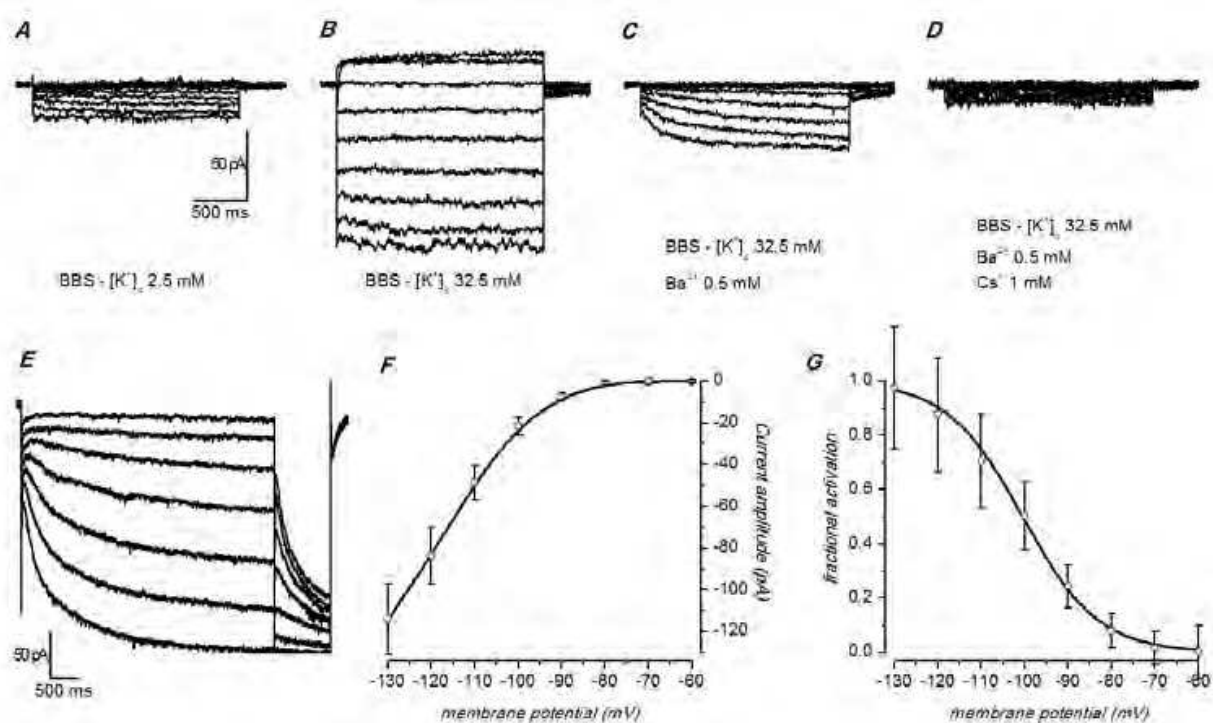 A
B
C
D
50 pA
500 ms
BBS - [K⁺]ₒ 2.5 mM
BBS - [K⁺]ₒ 32.5 mM
BBS - [K⁺]ₒ 32.5 mM
Ba²⁺ 0.5 mM
BBS - [K⁺]ₒ 32.5 mM
Ba²⁺ 0.5 mM
Cs⁺ 1 mM
E
50 pA
500 ms
F
0
-20
-40
-60
-80
-100
-120
Current amplitude (pA)
-130 -120 -110 -100 -90 -80 -70 -60
membrane potential (mV)
G
1.0
0.8
0.6
0.4
0.2
0.0
fractional activation
-130 -120 -110 -100 -90 -80 -70 -60
membrane potential (mV)